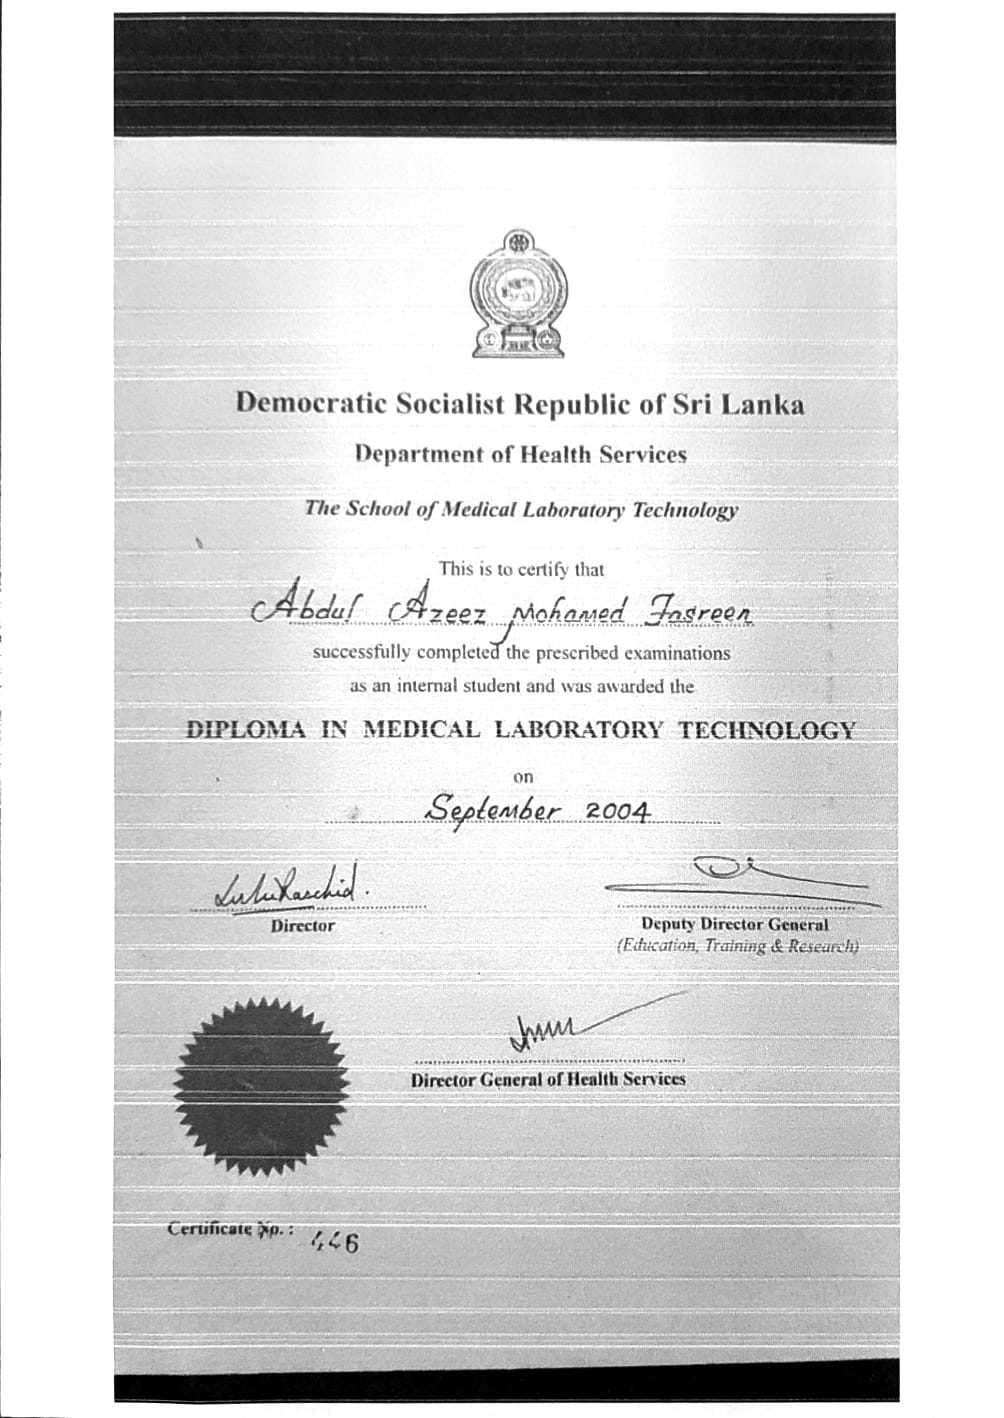 Democratic Socialist Republic of Sri Lanka
Department of Health Services
The School of Medical Laboratory Technology
This is to certify that
Abdul Azeez Mohamed Fasreen
successfully completed the prescribed examinations
as an internal student and was awarded the
DIPLOMA IN MEDICAL LABORATORY TECHNOLOGY
on
September 2004
Director
Deputy Director General
(Education, Training & Research)
Director General of Health Services
Certificate No. :